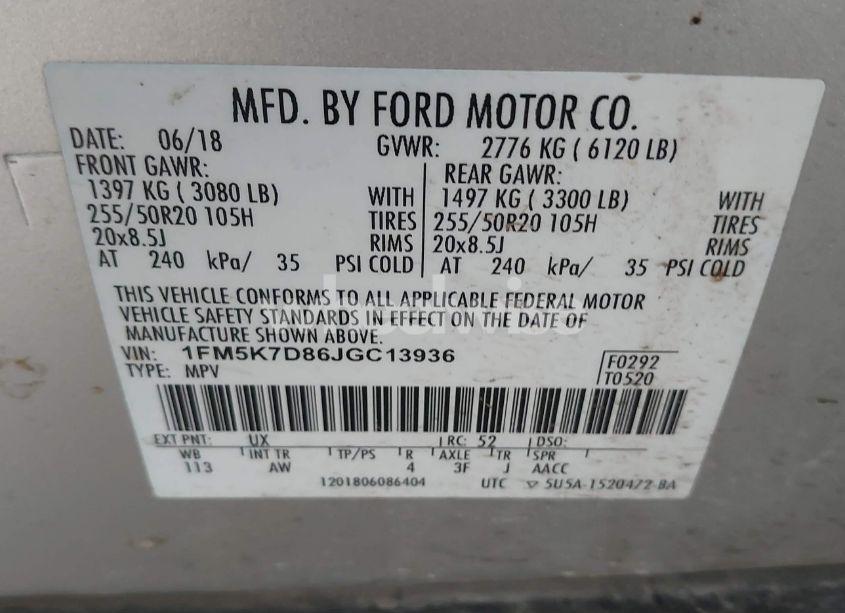 MFD. BY FORD MOTOR CO.
DATE: 06/18 GVWR: 2776 KG ( 6120 LB)
FRONT GAWR: REAR GAWR:
1397 KG ( 3080 LB) WITH 1497 KG ( 3300 LB) WITH
255/50R20 105H TIRES 255/50R20 105H TIRES
20x8.5J RIMS 20x8.5J RIMS
AT 240 kPa/ 35 PSI COLD AT 240 kPa/ 35 PSI COLD
THIS VEHICLE CONFORMS TO ALL APPLICABLE FEDERAL MOTOR
VEHICLE SAFETY STANDARDS IN EFFECT ON THE DATE OF
MANUFACTURE SHOWN ABOVE.
VIN: 1FM5K7D86JGC13936 F0292
TYPE: MPV T0520
EXT PNT: UX RC: 52 DSO:
WB INT TR TP/PS R AXLE TR SPR
113 AW 4 3F J AACC
1201806086404 UTC ▽ 5U5A-1520472-BA